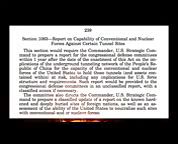 239
Section 1063—Report on Capability of Conventional and Nuclear
Forces Against Certain Tunnel Sites
This section would require the Commander, U.S. Strategic Com-
mand to prepare a report for the congressional defense committees
within 1 year after the date of the enactment of this Act on the im-
plications of the underground tunnel network of the People's Re-
public of China for the capacity of the conventional and nuclear
forces of the United States to hold these tunnels and assets con-
tained within at risk, including any implications for U.S. force
structure and requirements. Such report would be provided to the
congressional defense committees in an unclassified report, with a
classified annex if necessary.
The committee also directs the Commander, U.S. Strategic Com-
mand to prepare a classified update of a report on the known hard-
ened and deeply buried sites of foreign nations, as well as an as-
sessment of the ability of the United States to neutralize such sites
with conventional or nuclear forces.